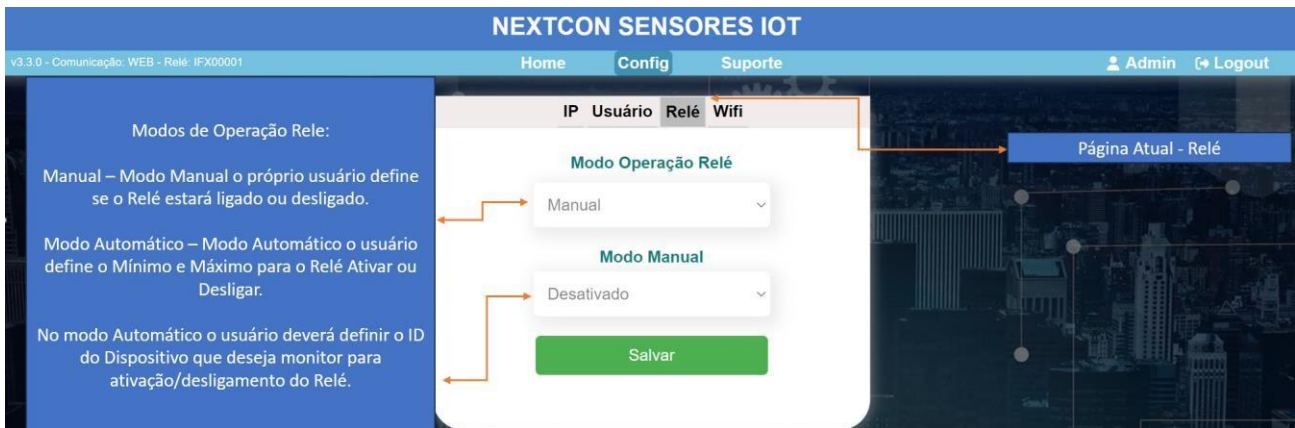 NEXTCON SENSORES IOT
v3.3.0 - Comunicação: WEB - Relé: IFX00001
Home Config Suporte
Admin Logout
IP Usuário Relé Wifi
Modos de Operação Rele:
Manual – Modo Manual o próprio usuário define
se o Relé estará ligado ou desligado.
Modo Automático – Modo Automático o usuário
define o Mínimo e Máximo para o Relé Ativar ou
Desligar.
No modo Automático o usuário deverá definir o ID
do Dispositivo que deseja monitor para
ativação/desligamento do Relé.
Modo Operação Relé
Manual
Modo Manual
Desativado
Salvar
Página Atual - Relé